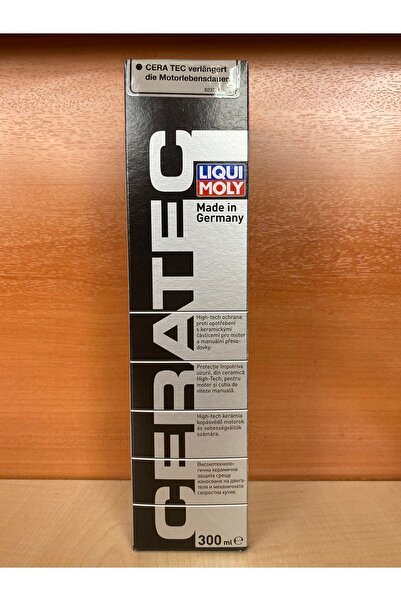 ● CERA TEC verlängert
die Motorlebensdauer
LIQUI
MOLY
Made in
Germany
CERATEC
High-tech ochrana
proti opotřebení
s keramickými
částicemi pro motor
a manuální převo-
dovky.
Protecție împotriva
uzurii, din ceramică
High-Tech, pentru
motor și cutia de
viteze manuală.
High-tech kerámia
kopásvédő motorok
és sebességváltók
számára.
Високотехноло-
гична керамична
защита срещу
износване на двига-
теля и механичната
скоростна кутия.
300 ml ℮